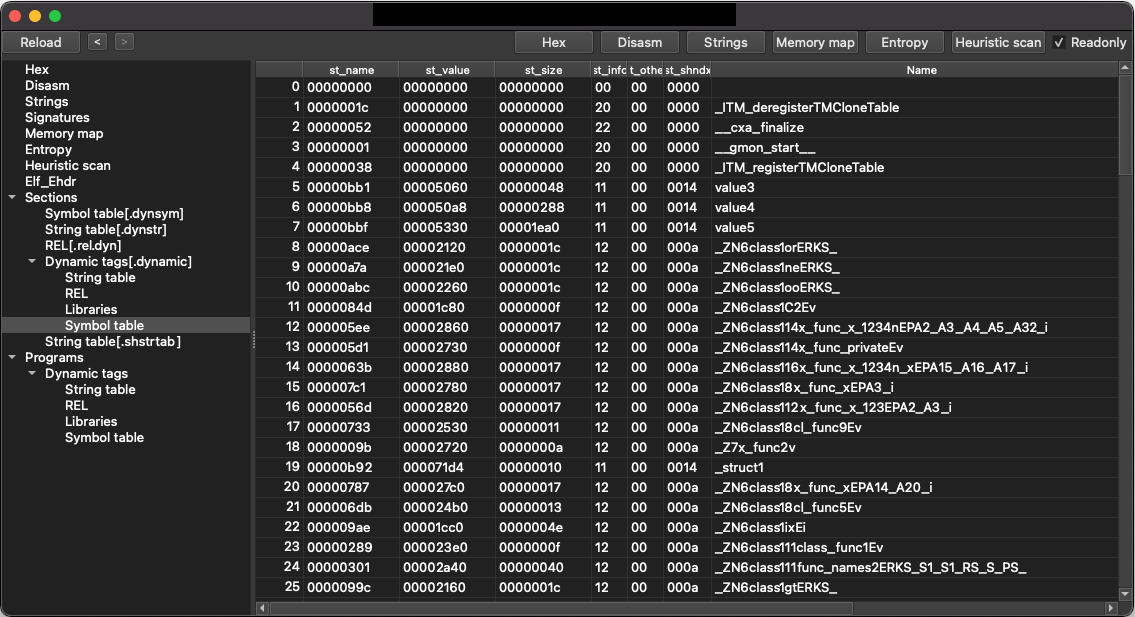 Reload < > Hex Disasm Strings Memory map Entropy Heuristic scan Readonly
Hex
Disasm
Strings
Signatures
Memory map
Entropy
Heuristic scan
Elf_Ehdr
Sections
Symbol table[.dynsym]
String table[.dynstr]
REL[.rel.dyn]
Dynamic tags[.dynamic]
String table
REL
Libraries
Symbol table
String table[.shstrtab]
Programs
Dynamic tags
String table
REL
Libraries
Symbol table
st_name st_value st_size st_info t_othe st_shndx Name
0 00000000 00000000 00000000 00 00 0000
1 0000001c 00000000 00000000 20 00 0000 _ITM_deregisterTMCloneTable
2 00000052 00000000 00000000 22 00 0000 __cxa_finalize
3 00000001 00000000 00000000 20 00 0000 __gmon_start__
4 00000038 00000000 00000000 20 00 0000 _ITM_registerTMCloneTable
5 00000bb1 00005060 00000048 11 00 0014 value3
6 00000bb8 000050a8 00000288 11 00 0014 value4
7 00000bbf 00005330 00001ea0 11 00 0014 value5
8 00000ace 00002120 0000001c 12 00 000a _ZN6class1orERKS_
9 00000a7a 000021e0 0000001c 12 00 000a _ZN6class1neERKS_
10 00000abc 00002260 0000001c 12 00 000a _ZN6class1ooERKS_
11 0000084d 00001c80 0000000f 12 00 000a _ZN6class1C2Ev
12 000005ee 00002860 00000017 12 00 000a _ZN6class114x_func_x_1234nEPA2_A3_A4_A5_A32_i
13 000005d1 00002730 0000000f 12 00 000a _ZN6class114x_func_privateEv
14 0000063b 00002880 00000017 12 00 000a _ZN6class116x_func_x_1234n_xEPA15_A16_A17_i
15 000007c1 00002780 00000017 12 00 000a _ZN6class18x_func_xEPA3_i
16 0000056d 00002820 00000017 12 00 000a _ZN6class112x_func_x_123EPA2_A3_i
17 00000733 00002530 00000011 12 00 000a _ZN6class18cl_func9Ev
18 0000009b 00002720 0000000a 12 00 000a _Z7x_func2v
19 00000b92 000071d4 00000010 11 00 0014 _struct1
20 00000787 000027c0 00000017 12 00 000a _ZN6class18x_func_xEPA14_A20_i
21 000006db 000024b0 00000013 12 00 000a _ZN6class18cl_func5Ev
22 000009ae 00001cc0 0000004e 12 00 000a _ZN6class1ixEi
23 00000289 000023e0 0000000f 12 00 000a _ZN6class111class_func1Ev
24 00000301 00002a40 00000040 12 00 000a _ZN6class111func_names2ERKS_S1_S1_RS_S_PS_
25 0000099c 00002160 0000001c 12 00 000a _ZN6class1gtERKS_